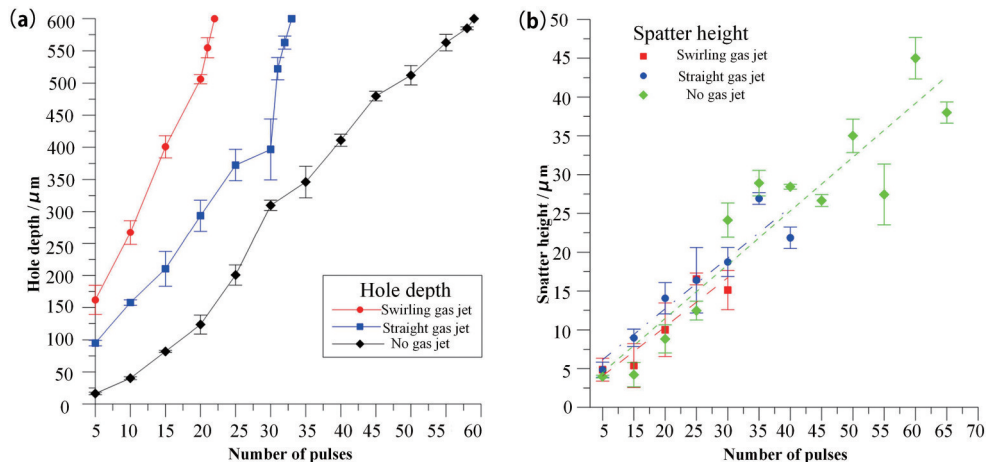 (a)
600
550
500
450
400
350
300
250
200
150
100
50
0
Hole depth / μm
Hole depth
Swirling gas jet
Straight gas jet
No gas jet
5 10 15 20 25 30 35 40 45 50 55 60
Number of pulses
(b)
50
45
40
35
30
25
20
15
10
5
0
Snatter height/μm
Spatter height
Swirling gas jet
Straight gas jet
No gas jet
5 15 20 25 30 35 40 45 50 55 60 65 70
Number of pulses